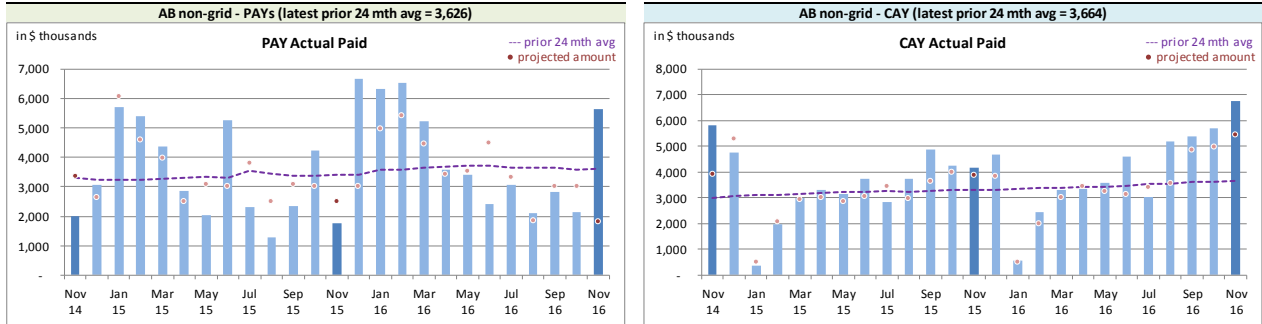 AB non-grid - PAYs (latest prior 24 mth avg = 3,626)
in $ thousands
PAY Actual Paid
--- prior 24 mth avg
• projected amount
7,000
6,000
5,000
4,000
3,000
2,000
1,000
-
Nov Jan Mar May Jul Sep Nov Jan Mar May Jul Sep Nov
14 15 15 15 15 15 15 16 16 16 16 16 16
AB non-grid - CAY (latest prior 24 mth avg = 3,664)
in $ thousands
CAY Actual Paid
--- prior 24 mth avg
• projected amount
8,000
7,000
6,000
5,000
4,000
3,000
2,000
1,000
-
Nov Jan Mar May Jul Sep Nov Jan Mar May Jul Sep Nov
14 15 15 15 15 15 15 16 16 16 16 16 16